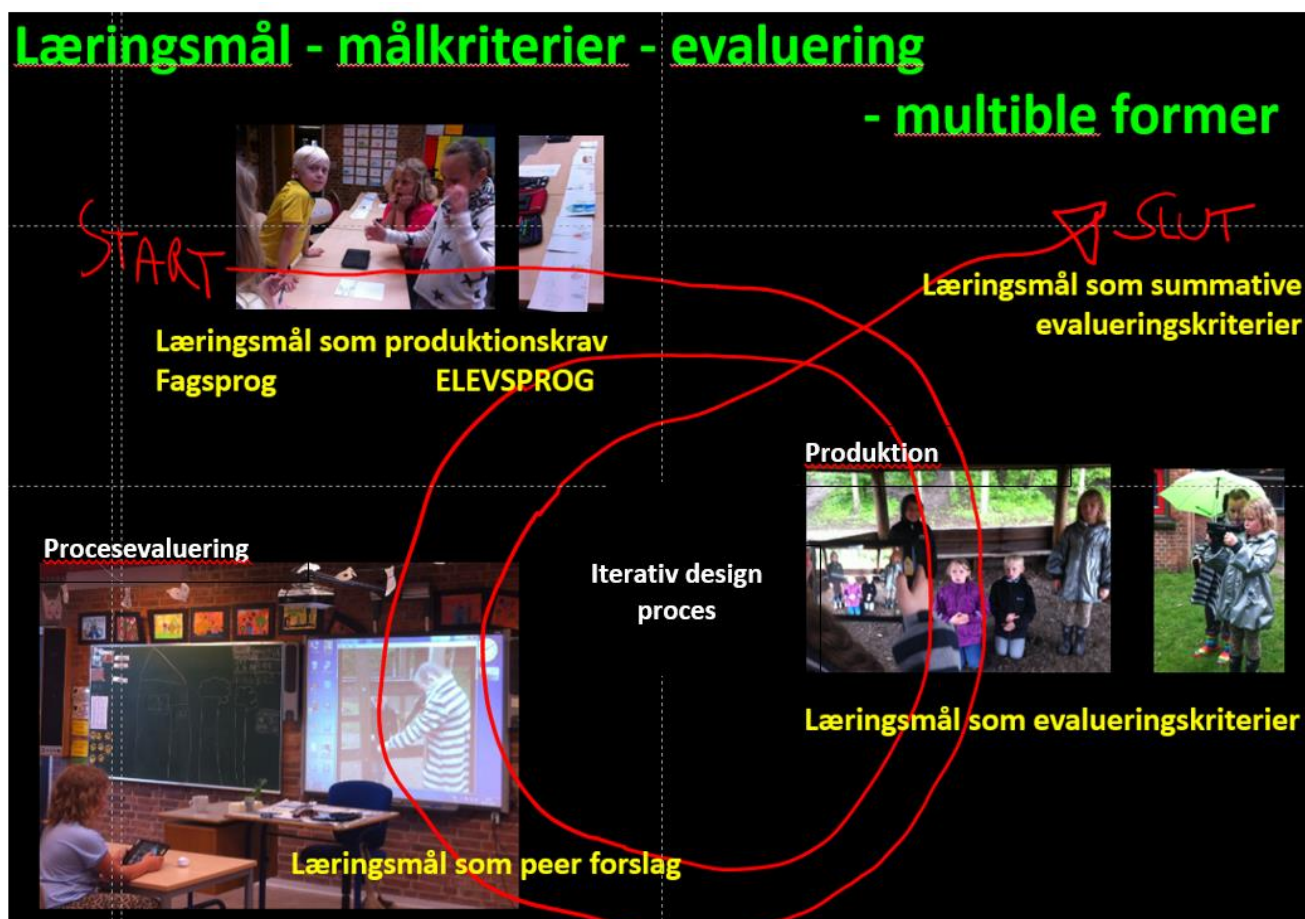 Læringsmål - målkriterier - evaluering
- multible former
START
SLUT
Læringsmål som summative
evalueringskriterier
Læringsmål som produktionskrav
Fagsprog ELEVSPROG
Produktion
Procesevaluering
Iterativ design
proces
Læringsmål som evalueringskriterier
Læringsmål som peer forslag